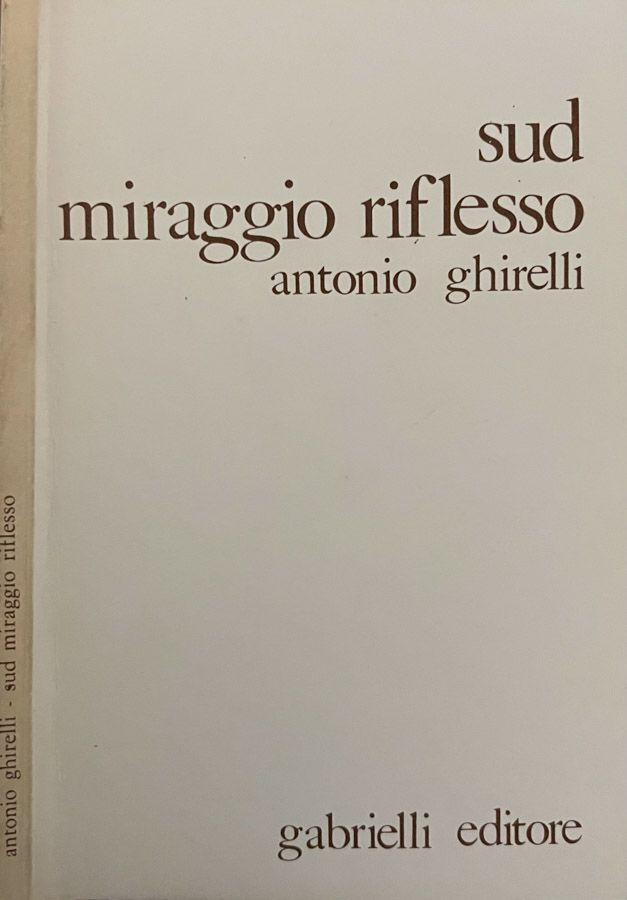 sud
miraggio riflesso
antonio ghirelli
gabrielli editore
antonio ghirelli - sud miraggio riflesso